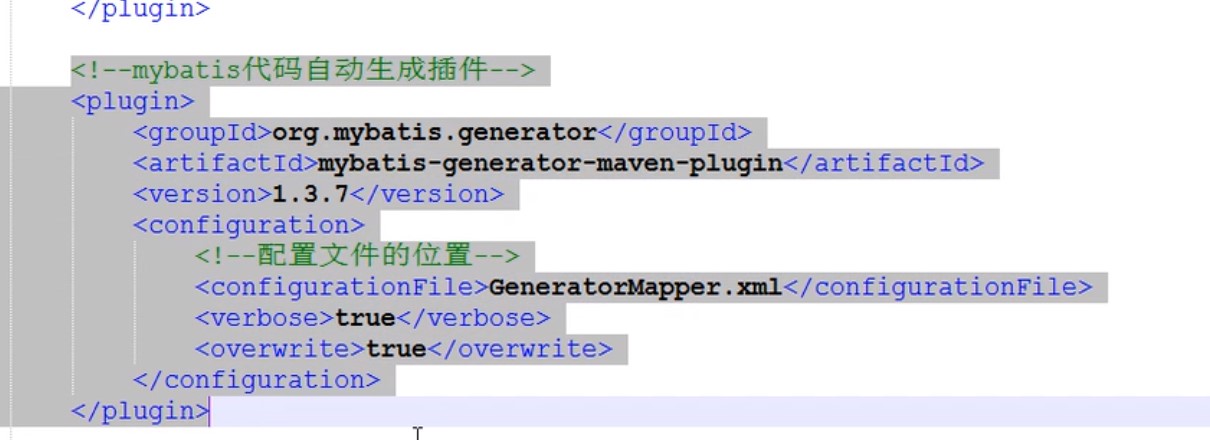 </plugin>
<!--mybatis代码自动生成插件-->
<plugin>
<groupId>org.mybatis.generator</groupId>
<artifactId>mybatis-generator-maven-plugin</artifactId>
<version>1.3.7</version>
<configuration>
<!--配置文件的位置-->
<configurationFile>GeneratorMapper.xml</configurationFile>
<verbose>true</verbose>
<overwrite>true</overwrite>
</configuration>
</plugin>